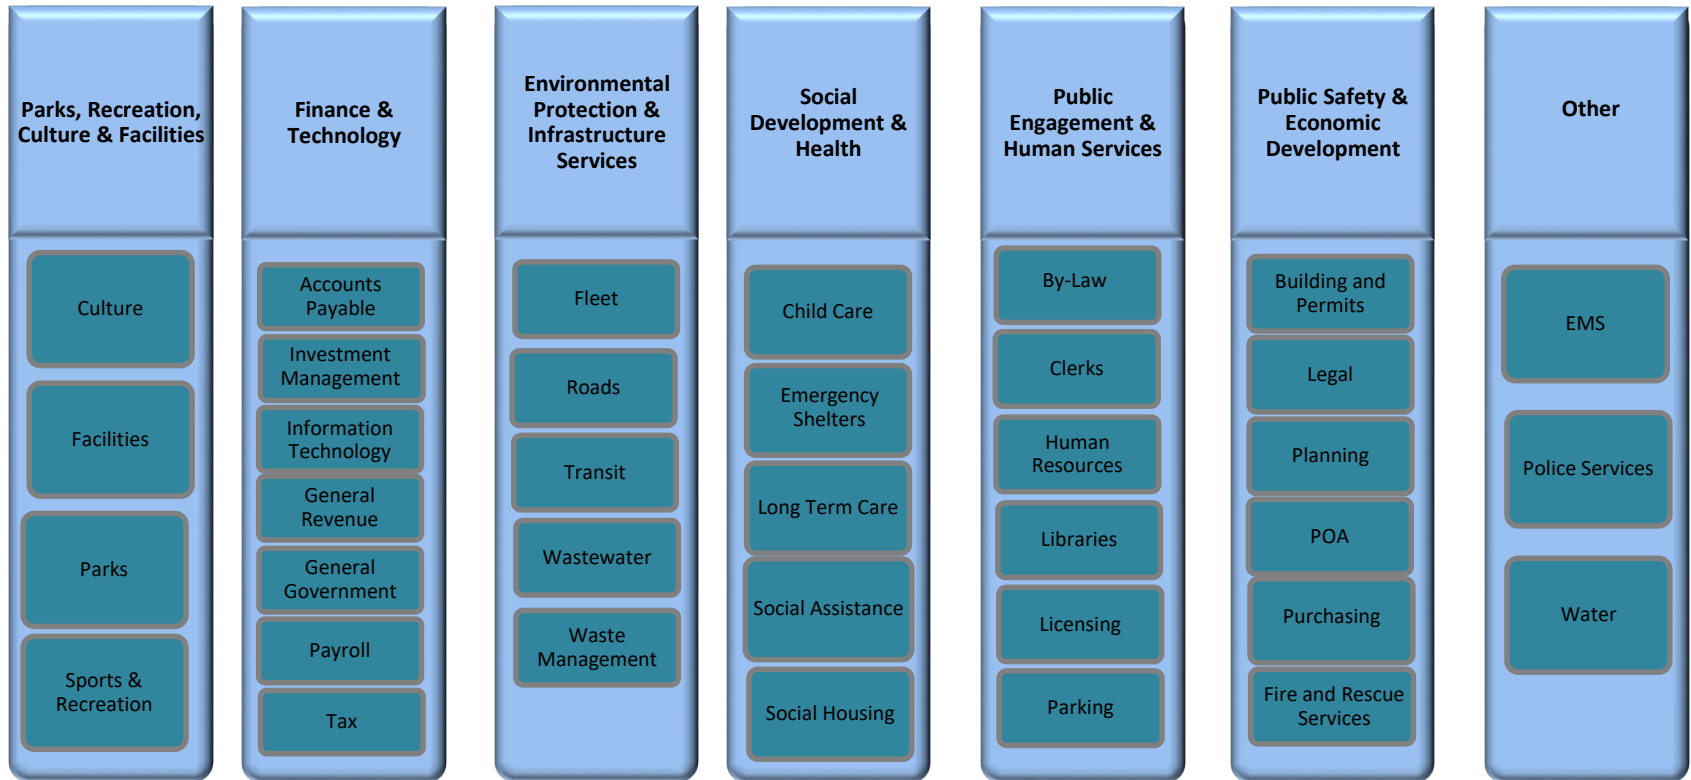 Parks, Recreation,
Culture & Facilities
Culture
Facilities
Parks
Sports &
Recreation
Finance &
Technology
Accounts
Payable
Investment
Management
Information
Technology
General
Revenue
General
Government
Payroll
Tax
Environmental
Protection &
Infrastructure
Services
Fleet
Roads
Transit
Wastewater
Waste
Management
Social
Development &
Health
Child Care
Emergency
Shelters
Long Term Care
Social Assistance
Social Housing
Public
Engagement &
Human Services
By-Law
Clerks
Human
Resources
Libraries
Licensing
Parking
Public Safety &
Economic
Development
Building and
Permits
Legal
Planning
POA
Purchasing
Fire and Rescue
Services
Other
EMS
Police Services
Water